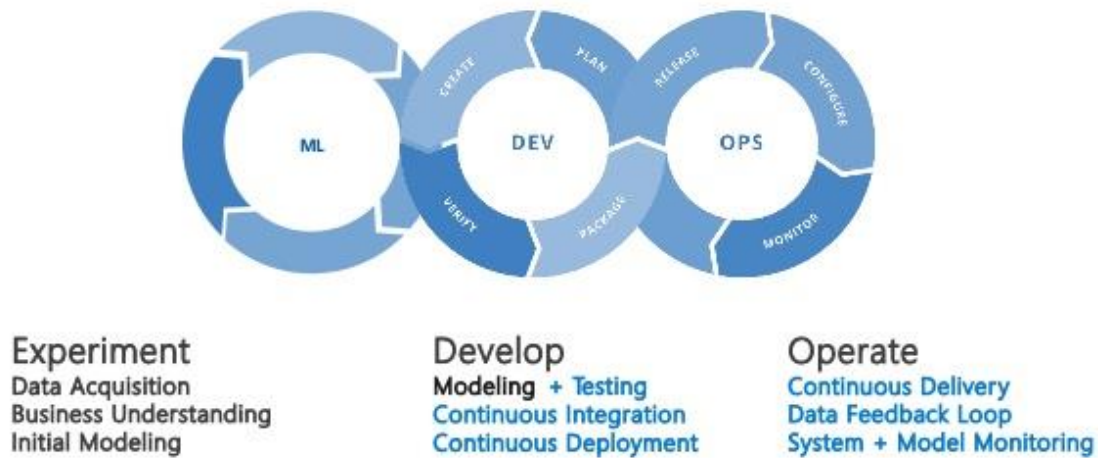 CREATE
PLAN
RELEASE
CONFIGURE
ML
DEV
OPS
VERIFY
PACKAGE
MONITOR
Experiment
Data Acquisition
Business Understanding
Initial Modeling
Develop
Modeling + Testing
Continuous Integration
Continuous Deployment
Operate
Continuous Delivery
Data Feedback Loop
System + Model Monitoring